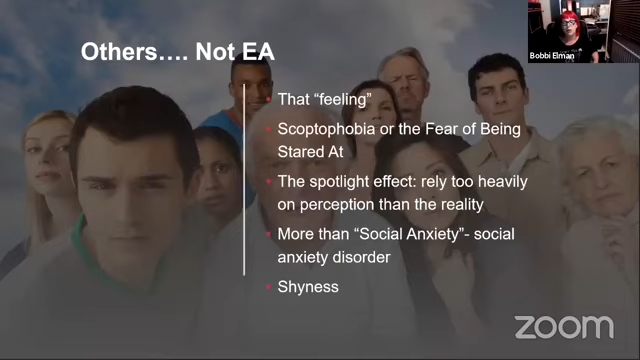 Others.... Not EA
Bobbi Elman
• That “feeling”
• Scoptophobia or the Fear of Being
Stared At
• The spotlight effect: rely too heavily
on perception than the reality
• More than “Social Anxiety”- social
anxiety disorder
• Shyness
zoom